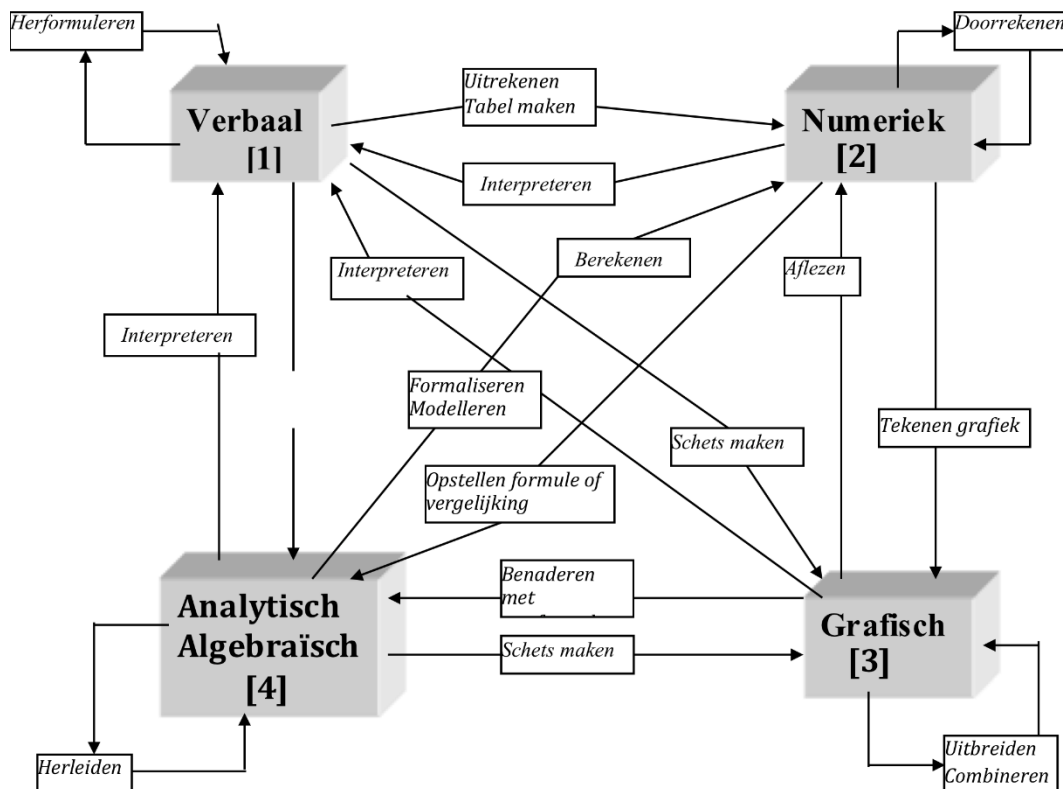 Herformuleren
Doorrekenen
Uitrekenen
Tabel maken
Verbaal
[1]
Numeriek
[2]
Interpreteren
Interpreteren
Berekenen
Aflezen
Interpreteren
Formaliseren
Modelleren
Schets maken
Tekenen grafiek
Opstellen formule of
vergelijking
Benaderen
met
Analytisch
Algebraïsch
[4]
Grafisch
[3]
Schets maken
Herleiden
Uitbreiden
Combineren